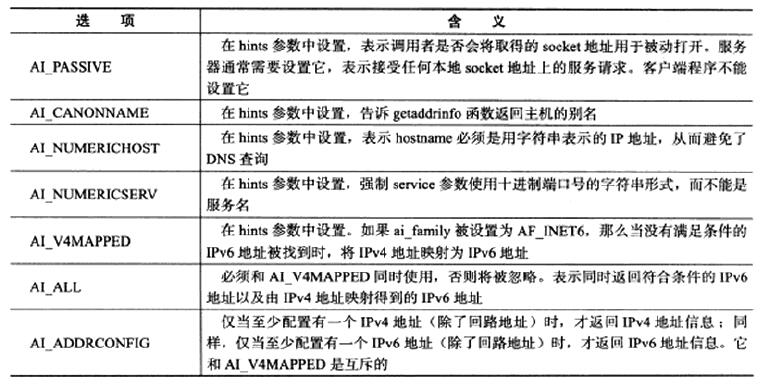 选 项 含 义
AI_PASSIVE
在 hints 参数中设置，表示调用者是否会将取得的 socket 地址用于被动打开。服务
器通常需要设置它，表示接受任何本地 socket 地址上的服务请求。客户端程序不能
设置它
AI_CANONNAME
在 hints 参数中设置，告诉 getaddrinfo 函数返回主机的别名
AI_NUMERICHOST
在 hints 参数中设置，表示 hostname 必须是用字符串表示的 IP 地址，从而避免了
DNS 查询
AI_NUMERICSERV
在 hints 参数中设置，强制 service 参数使用十进制端口号的字符串形式，而不能是
服务名
AI_V4MAPPED
在 hints 参数中设置。如果 ai_family 被设置为 AF_INET6，那么当没有满足条件的
IPv6 地址被找到时，将 IPv4 地址映射为 IPv6 地址
AI_ALL
必须和 AI_V4MAPPED 同时使用，否则将被忽略。表示同时返回符合条件的 IPv6
地址以及由 IPv4 地址映射得到的 IPv6 地址
AI_ADDRCONFIG
仅当至少配置有一个 IPv4 地址（除了回路地址）时，才返回 IPv4 地址信息；同
样，仅当至少配置有一个 IPv6 地址（除了回路地址）时，才返回 IPv6 地址信息。它
和 AI_V4MAPPED 是互斥的